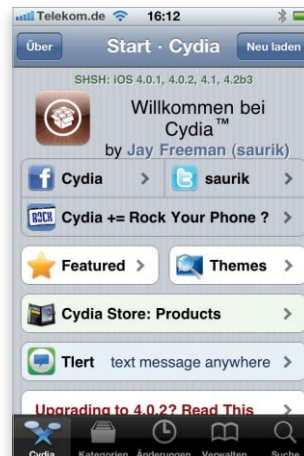 Telekom.de 16:12
Über Start · Cydia Neu laden
SHSH: iOS 4.0.1, 4.0.2, 4.1, 4.2b3
Willkommen bei
Cydia™
by Jay Freeman (saurik)
Cydia > saurik >
ROCK Cydia += Rock Your Phone ? >
Featured > Themes >
Cydia Store: Products >
Tlert text message anywhere >
Upgrading to 4.0.2? Read This >
Cydia Kategorien Änderungen Verwalten Suche